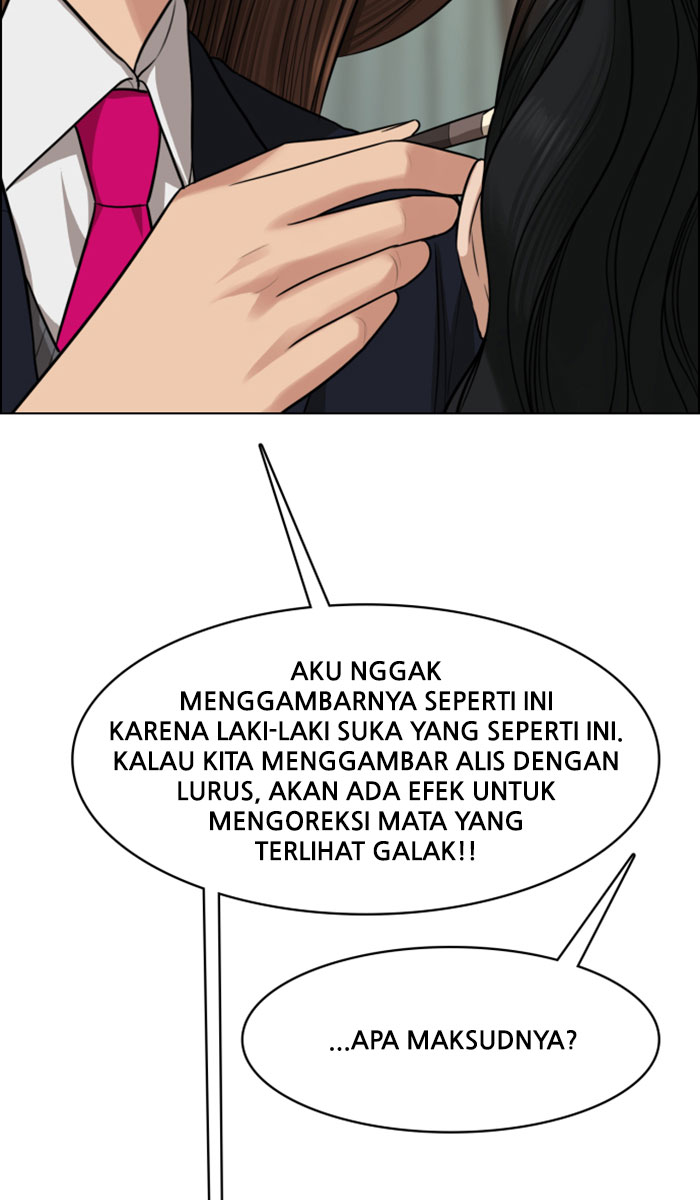 AKU NGGAK
MENGGAMBARNYA SEPERTI INI
KARENA LAKI-LAKI SUKA YANG SEPERTI INI.
KALAU KITA MENGGAMBAR ALIS DENGAN
LURUS, AKAN ADA EFEK UNTUK
MENGOREKSI MATA YANG
TERLIHAT GALAK!!
...APA MAKSUDNYA?